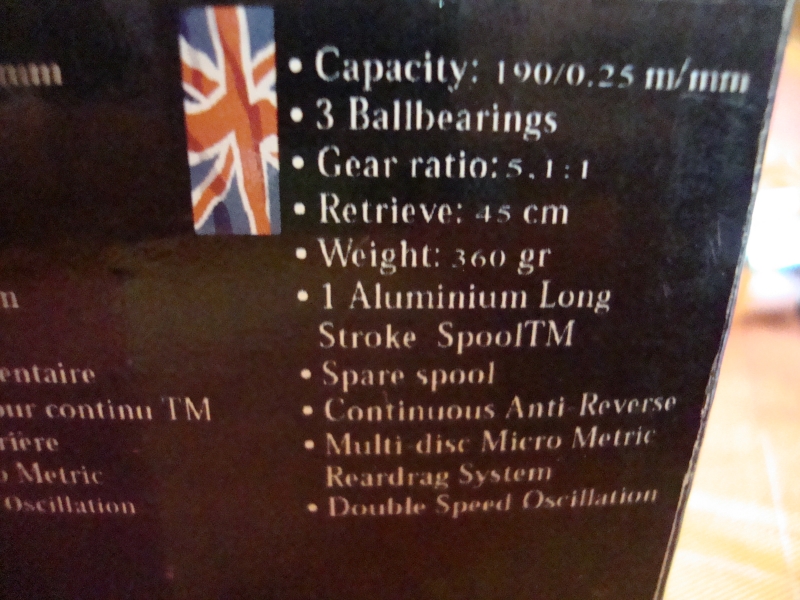 mm
• Capacity: 190/0.25 m/mm
• 3 Ballbearings
• Gear ratio: 5.1:1
• Retrieve: 45 cm
• Weight: 360 gr
• 1 Aluminium Long
Stroke SpoolTM
• Spare spool
• Continuous Anti-Reverse
• Multi-disc Micro Metric
Reardrag System
• Double Speed Oscillation
n
entaire
our continu TM
rière
o Metric
Oscillation